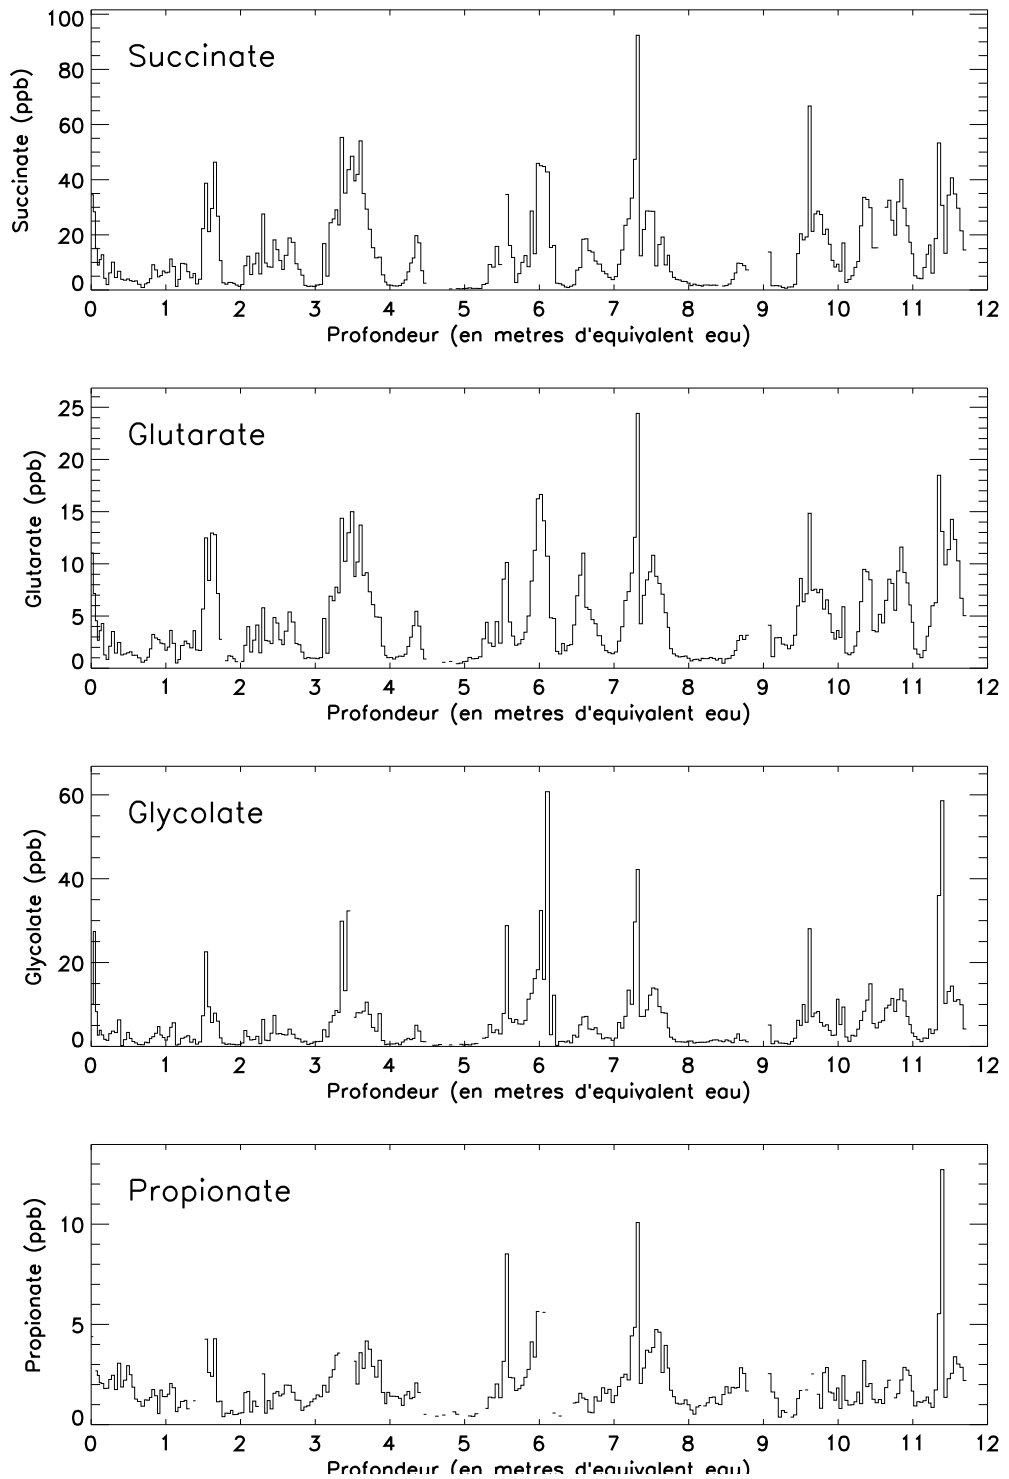 Succinate
Succinate (ppb)
100
80
60
40
20
0
0 1 2 3 4 5 6 7 8 9 10 11 12
Profondeur (en metres d'equivalent eau)
Glutarate
Glutarate (ppb)
25
20
15
10
5
0
0 1 2 3 4 5 6 7 8 9 10 11 12
Profondeur (en metres d'equivalent eau)
Glycolate
Glycolate (ppb)
60
40
20
0
0 1 2 3 4 5 6 7 8 9 10 11 12
Profondeur (en metres d'equivalent eau)
Propionate
Propionate (ppb)
10
5
0
0 1 2 3 4 5 6 7 8 9 10 11 12
Profondeur (en metres d'equivalent eau)